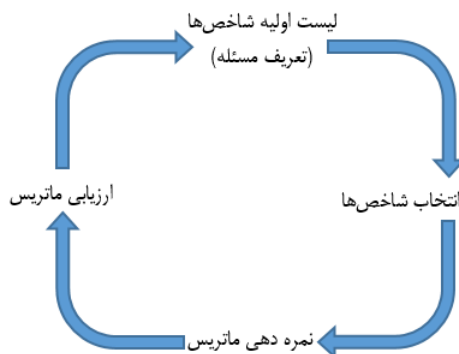 لیست اولیه شاخص‌ها
(تعریف مسئله)
انتخاب شاخص‌ها
نمره دهی ماتریس
ارزیابی ماتریس